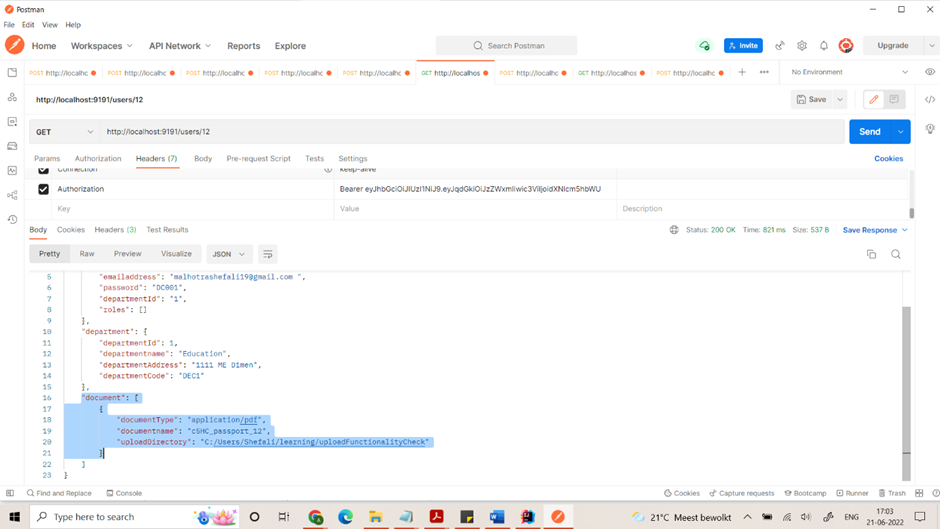 Postman
File Edit View Help
Home Workspaces API Network Reports Explore Search Postman Invite Upgrade
POST http://localhc POST http://localhc POST http://localhc POST http://localhc POST http://localhc GET http://localhos POST http://localhc GET http://localhos POST http://localhc No Environment
http://localhost:9191/users/12 Save
GET http://localhost:9191/users/12 Send
Params Authorization Headers (7) Body Pre-request Script Tests Settings Cookies
Connection keep-alive
Authorization Bearer
Key Value Description
Body Cookies Headers (3) Test Results Status: 200 OK Time: 821 ms Size: 537 B Save Response
Pretty Raw Preview Visualize JSON
5 "emailaddress": "malhotrashefali19@gmail.com ",
6 "password": "DC001",
7 "departmentId": "1",
8 "roles": []
9 },
10 "department": {
11 "departmentId": 1,
12 "departmentname": "Education",
13 "departmentAddress": "1111 ME Dimen",
14 "departmentCode": "DEC1"
15 },
16 "document": [
17 {
18 "documentType": "application/pdf",
19 "documentname": "c5HC_passport_12",
20 "uploadDirectory": "C:/Users/Shefali/learning/uploadFunctionalityCheck"
21 }
22 ]
23 }
Find and Replace Console Cookies Capture requests Bootcamp Runner Trash
Type here to search 21°C Meest bewolkt ENG 17:03
21-06-2022